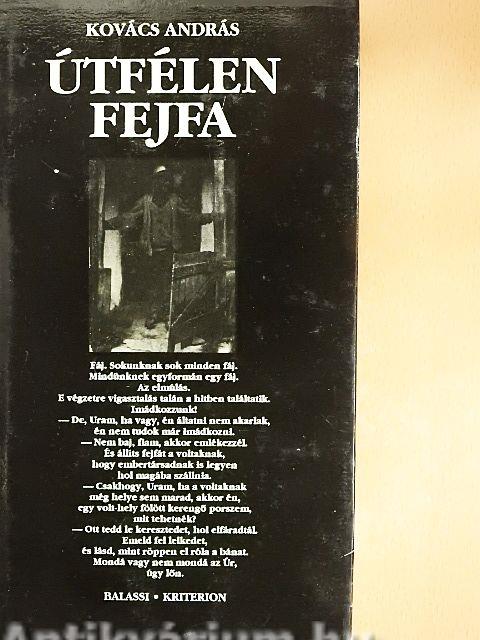 KOVÁCS ANDRÁS
ÚTFÉLEN
FEJFA
Fáj. Sokunknak sok minden fáj.
Mindünknek egyformán egy fáj.
Az elmúlás.
E végzetre vigasztalás talán a hitben találtatik.
Imádkozzunk!
— De, Uram, ha vagy, én áltatni nem akarlak,
én nem tudok már imádkozni.
— Nem baj, fiam, akkor emlékezzél.
És állíts fejfát a voltaknak,
hogy embertársadnak is legyen
hol magába szállnia.
— Csakhogy, Uram, ha a voltaknak
még helye sem marad, akkor én,
egy volt-hely fölött kerengő porszem,
mit tehetnék?
— Ott tedd le keresztedet, hol elfáradtál.
Emeld fel lelkedet,
és lásd, mint röppen el róla a bánat.
Mondá vagy nem mondá az Úr,
úgy lőn.
BALASSI • KRITERION
Antikvárium.hu